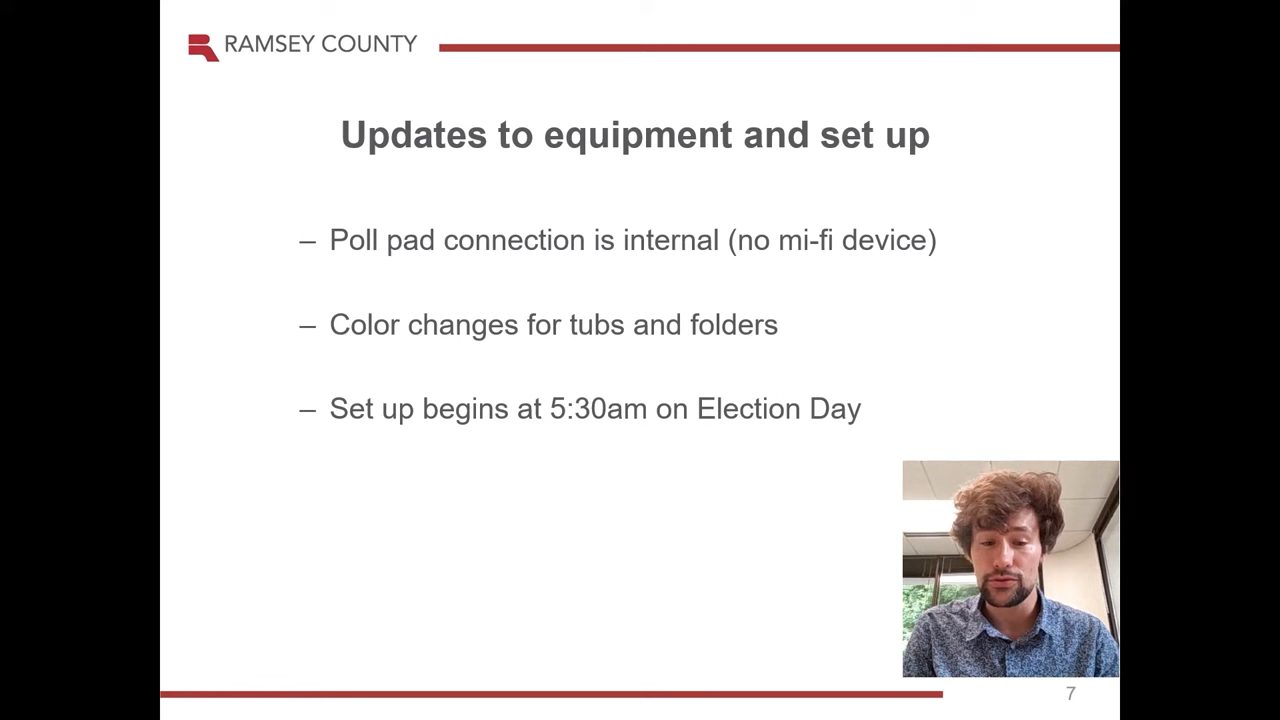 RAMSEY COUNTY
Updates to equipment and set up
– Poll pad connection is internal (no mi-fi device)
– Color changes for tubs and folders
– Set up begins at 5:30am on Election Day
7